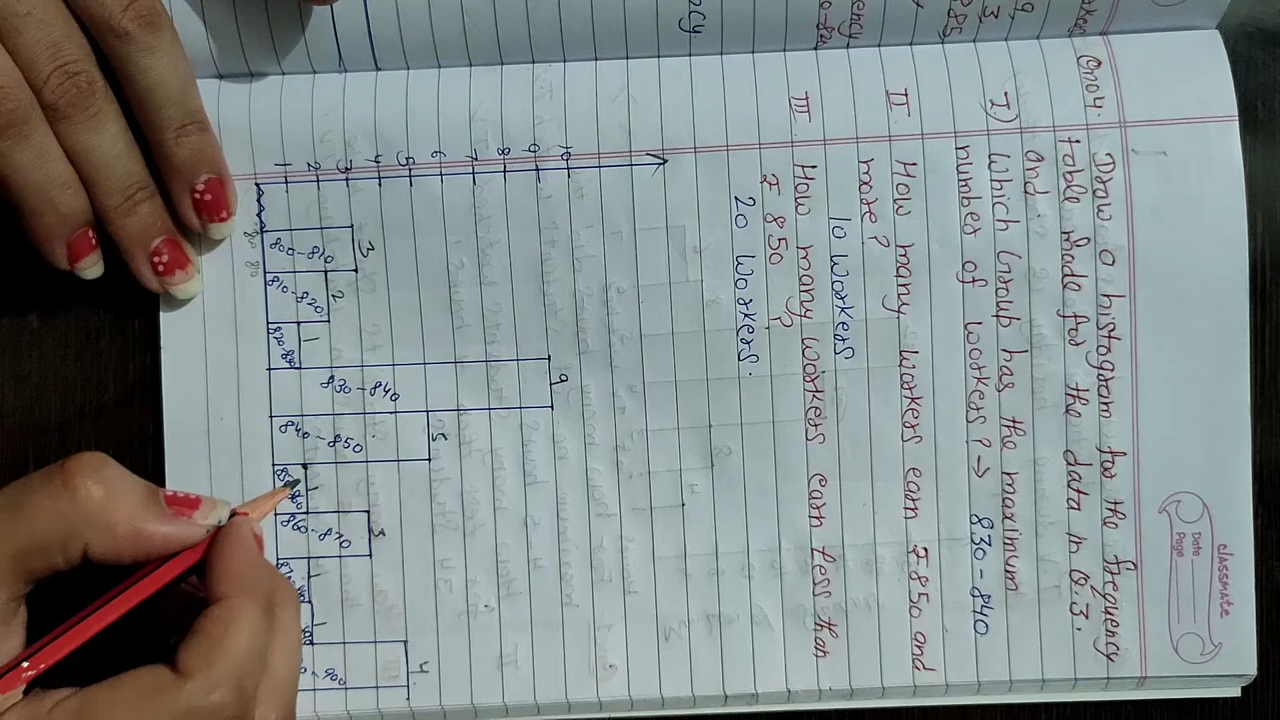 classmate
Date
Page
Qno4. Draw a histogram for the frequency
table made for the data in Q.3.
and
I) Which Group has the maximum
number of workers? → 830-840
II How many workers earn ₹850 and
more?
10 workers
III How many workers earn less than
₹850?
20 workers.
10
9
8
7
6
5
4
3
2
1
3
2
1
9
5
1
3
1
1
4
800-810
810-820
820-830
830-840
840-850
860-870